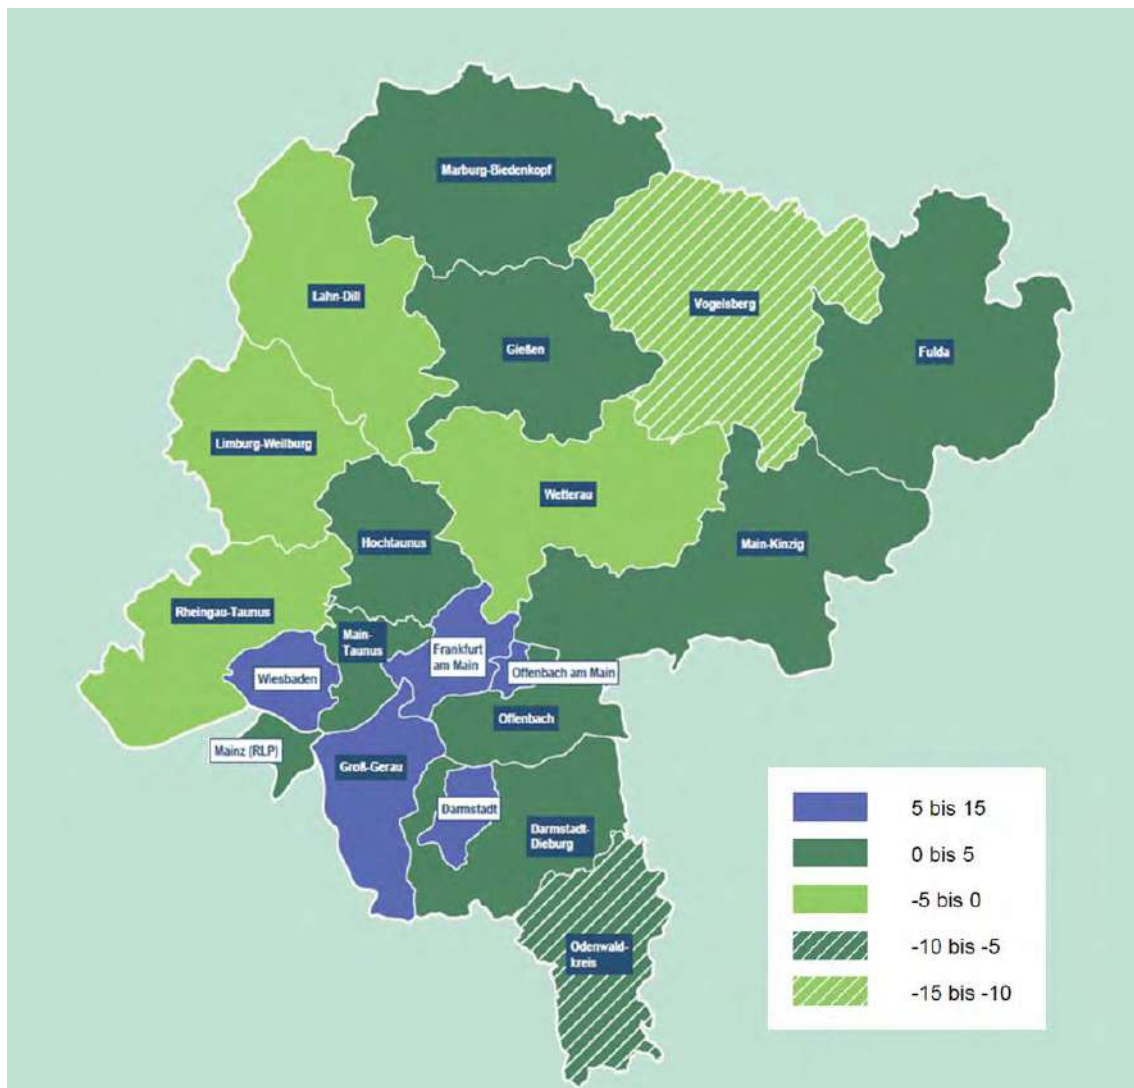 Marburg-Biedenkopf
Lahn-Dill
Vogelsberg
Gießen
Fulda
Limburg-Weilburg
Wetterau
Hochtaunus
Main-Kinzig
Rheingau-Taunus
Main-
Taunus
Frankfurt
am Main
Wiesbaden
Offenbach am Main
Offenbach
Mainz (RLP)
Groß-Gerau
Darmstadt
Darmstadt-
Dieburg
Odenwald-
kreis
5 bis 15
0 bis 5
-5 bis 0
-10 bis -5
-15 bis -10